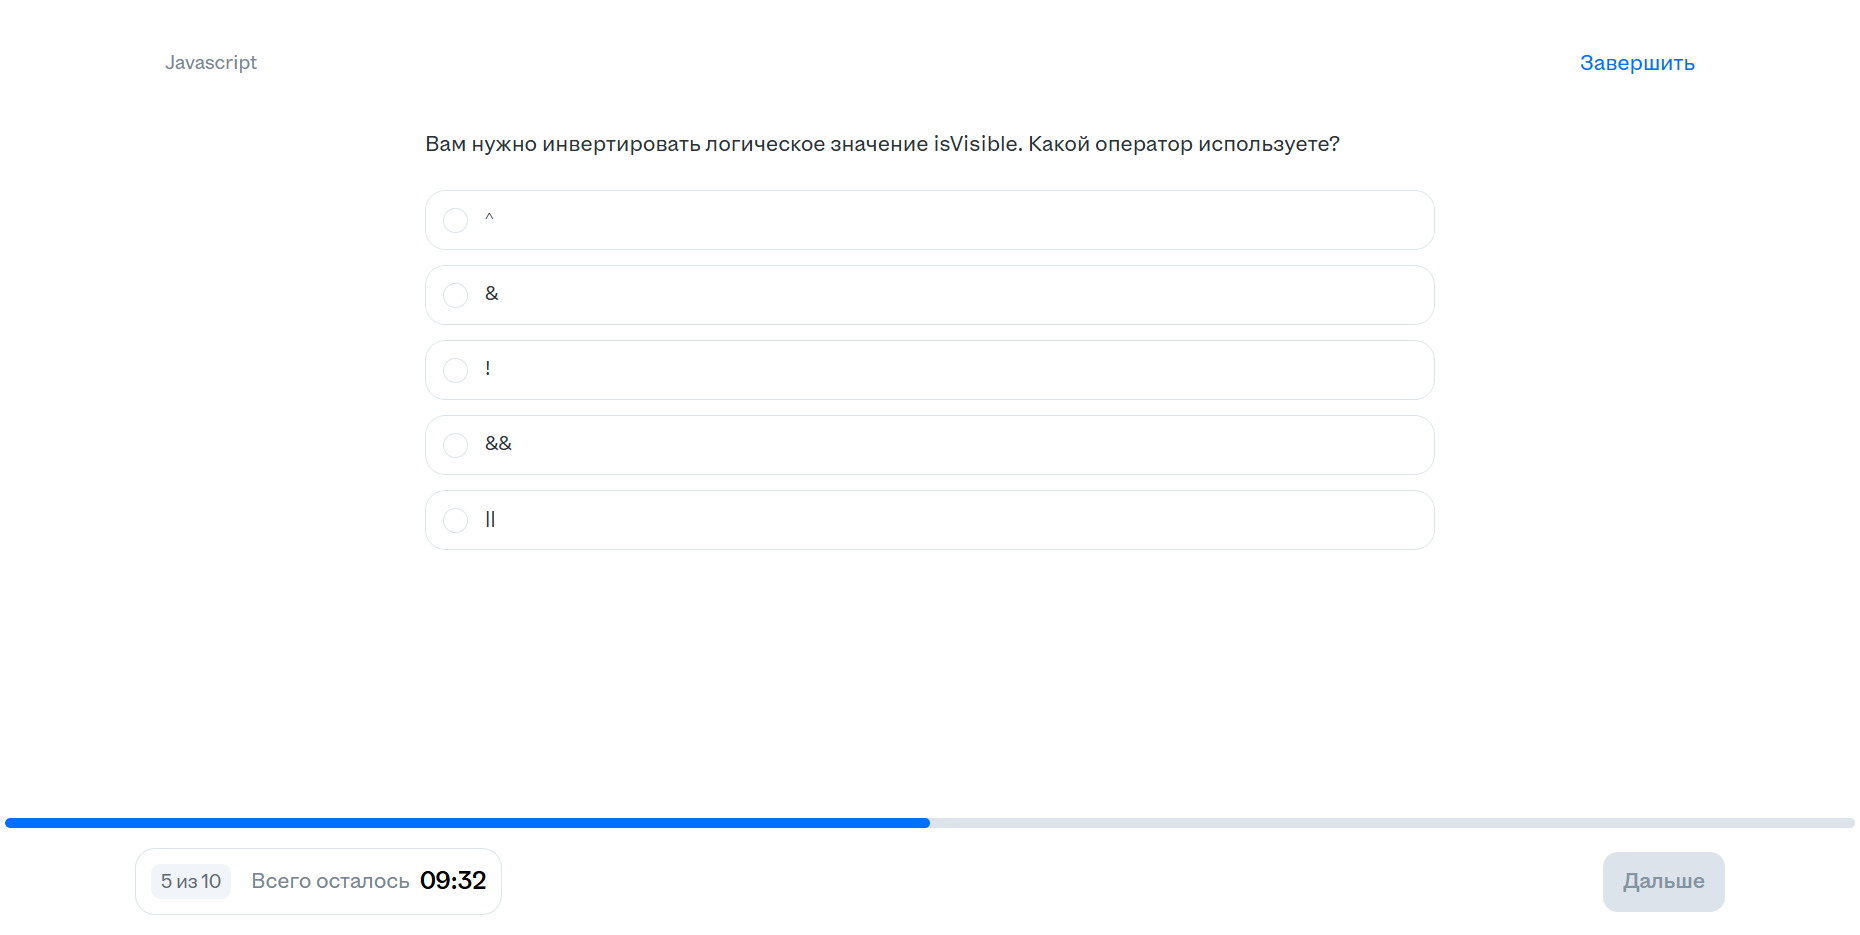 Javascript
Завершить
Вам нужно инвертировать логическое значение isVisible. Какой оператор используете?
^
&
!
&&
||
5 из 10
Всего осталось 09:32
Дальше